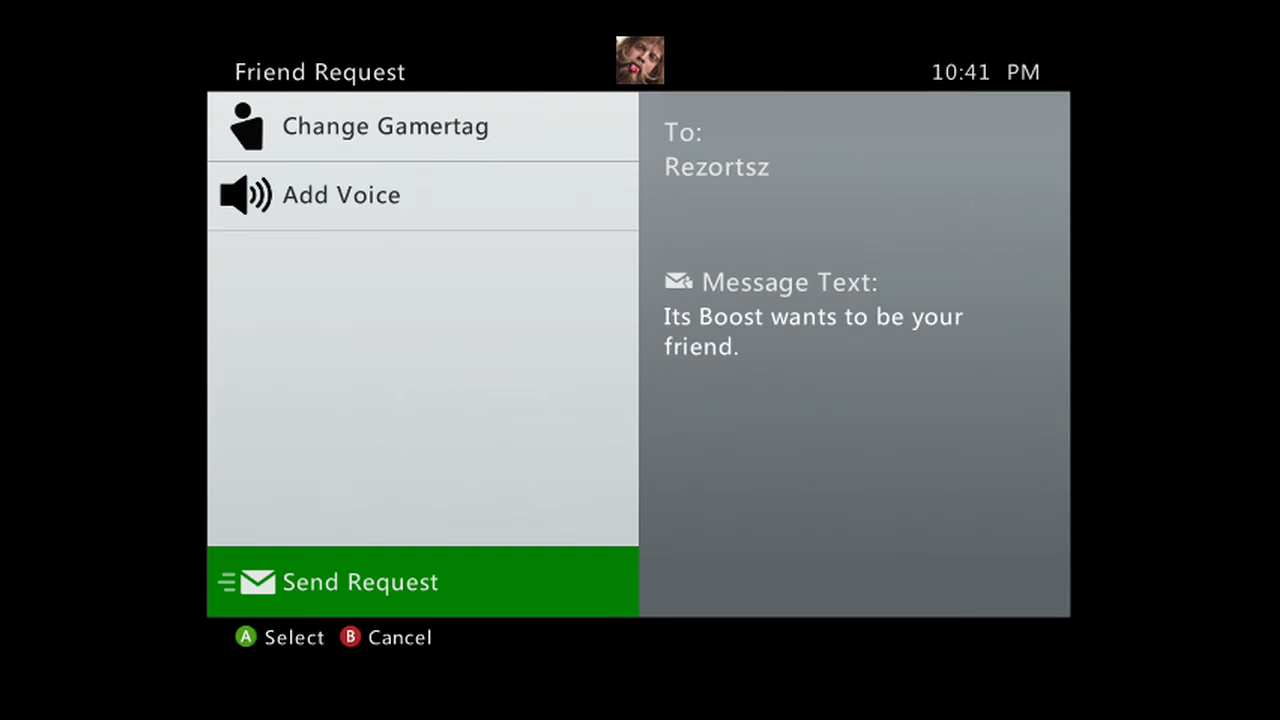 Friend Request
10:41 PM
Change Gamertag
Add Voice
To:
Rezortsz
Message Text:
Its Boost wants to be your
friend.
Send Request
A Select B Cancel